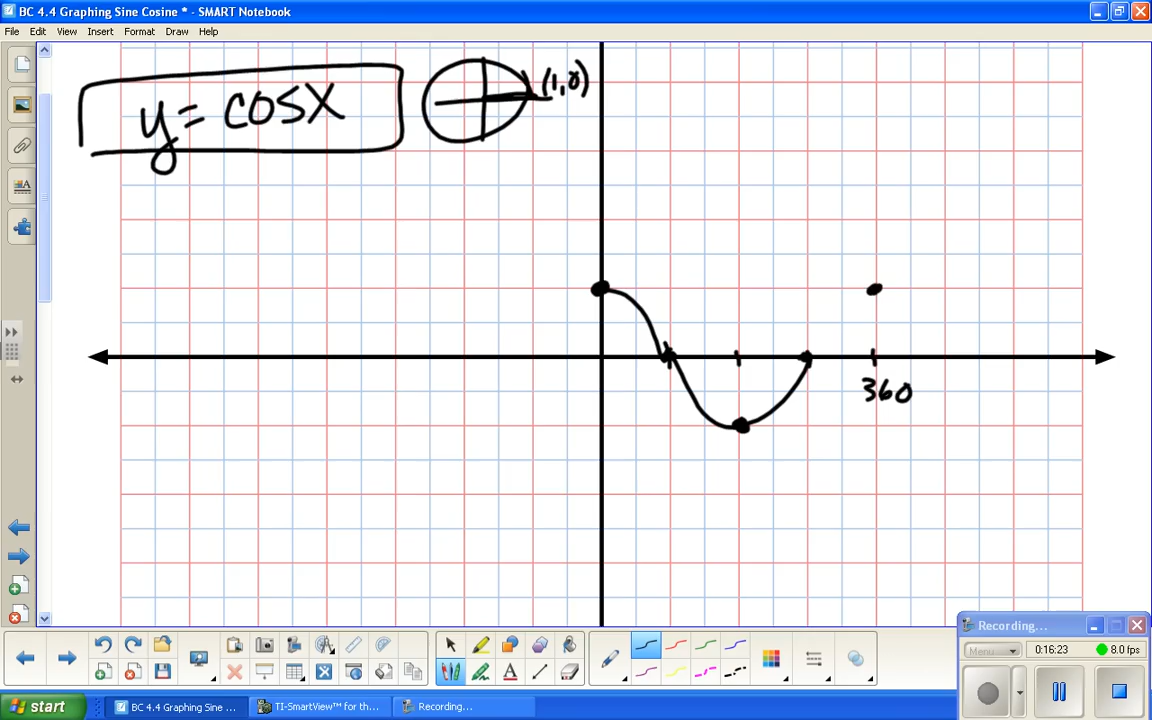 BC 4.4 Graphing Sine Cosine * - SMART Notebook
File Edit View Insert Format Draw Help
y = cosx
(1,0)
360
Recording...
Menu
0:16:23
8.0 fps
start
BC 4.4 Graphing Sine ...
TI-SmartView™ for th...
Recording...